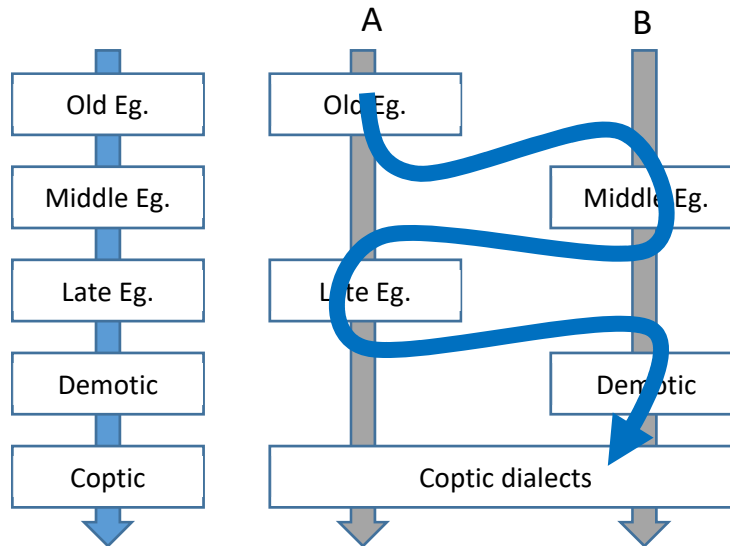 A B
Old Eg. Old Eg.
Middle Eg. Middle Eg.
Late Eg. Late Eg.
Demotic Demotic
Coptic Coptic dialects